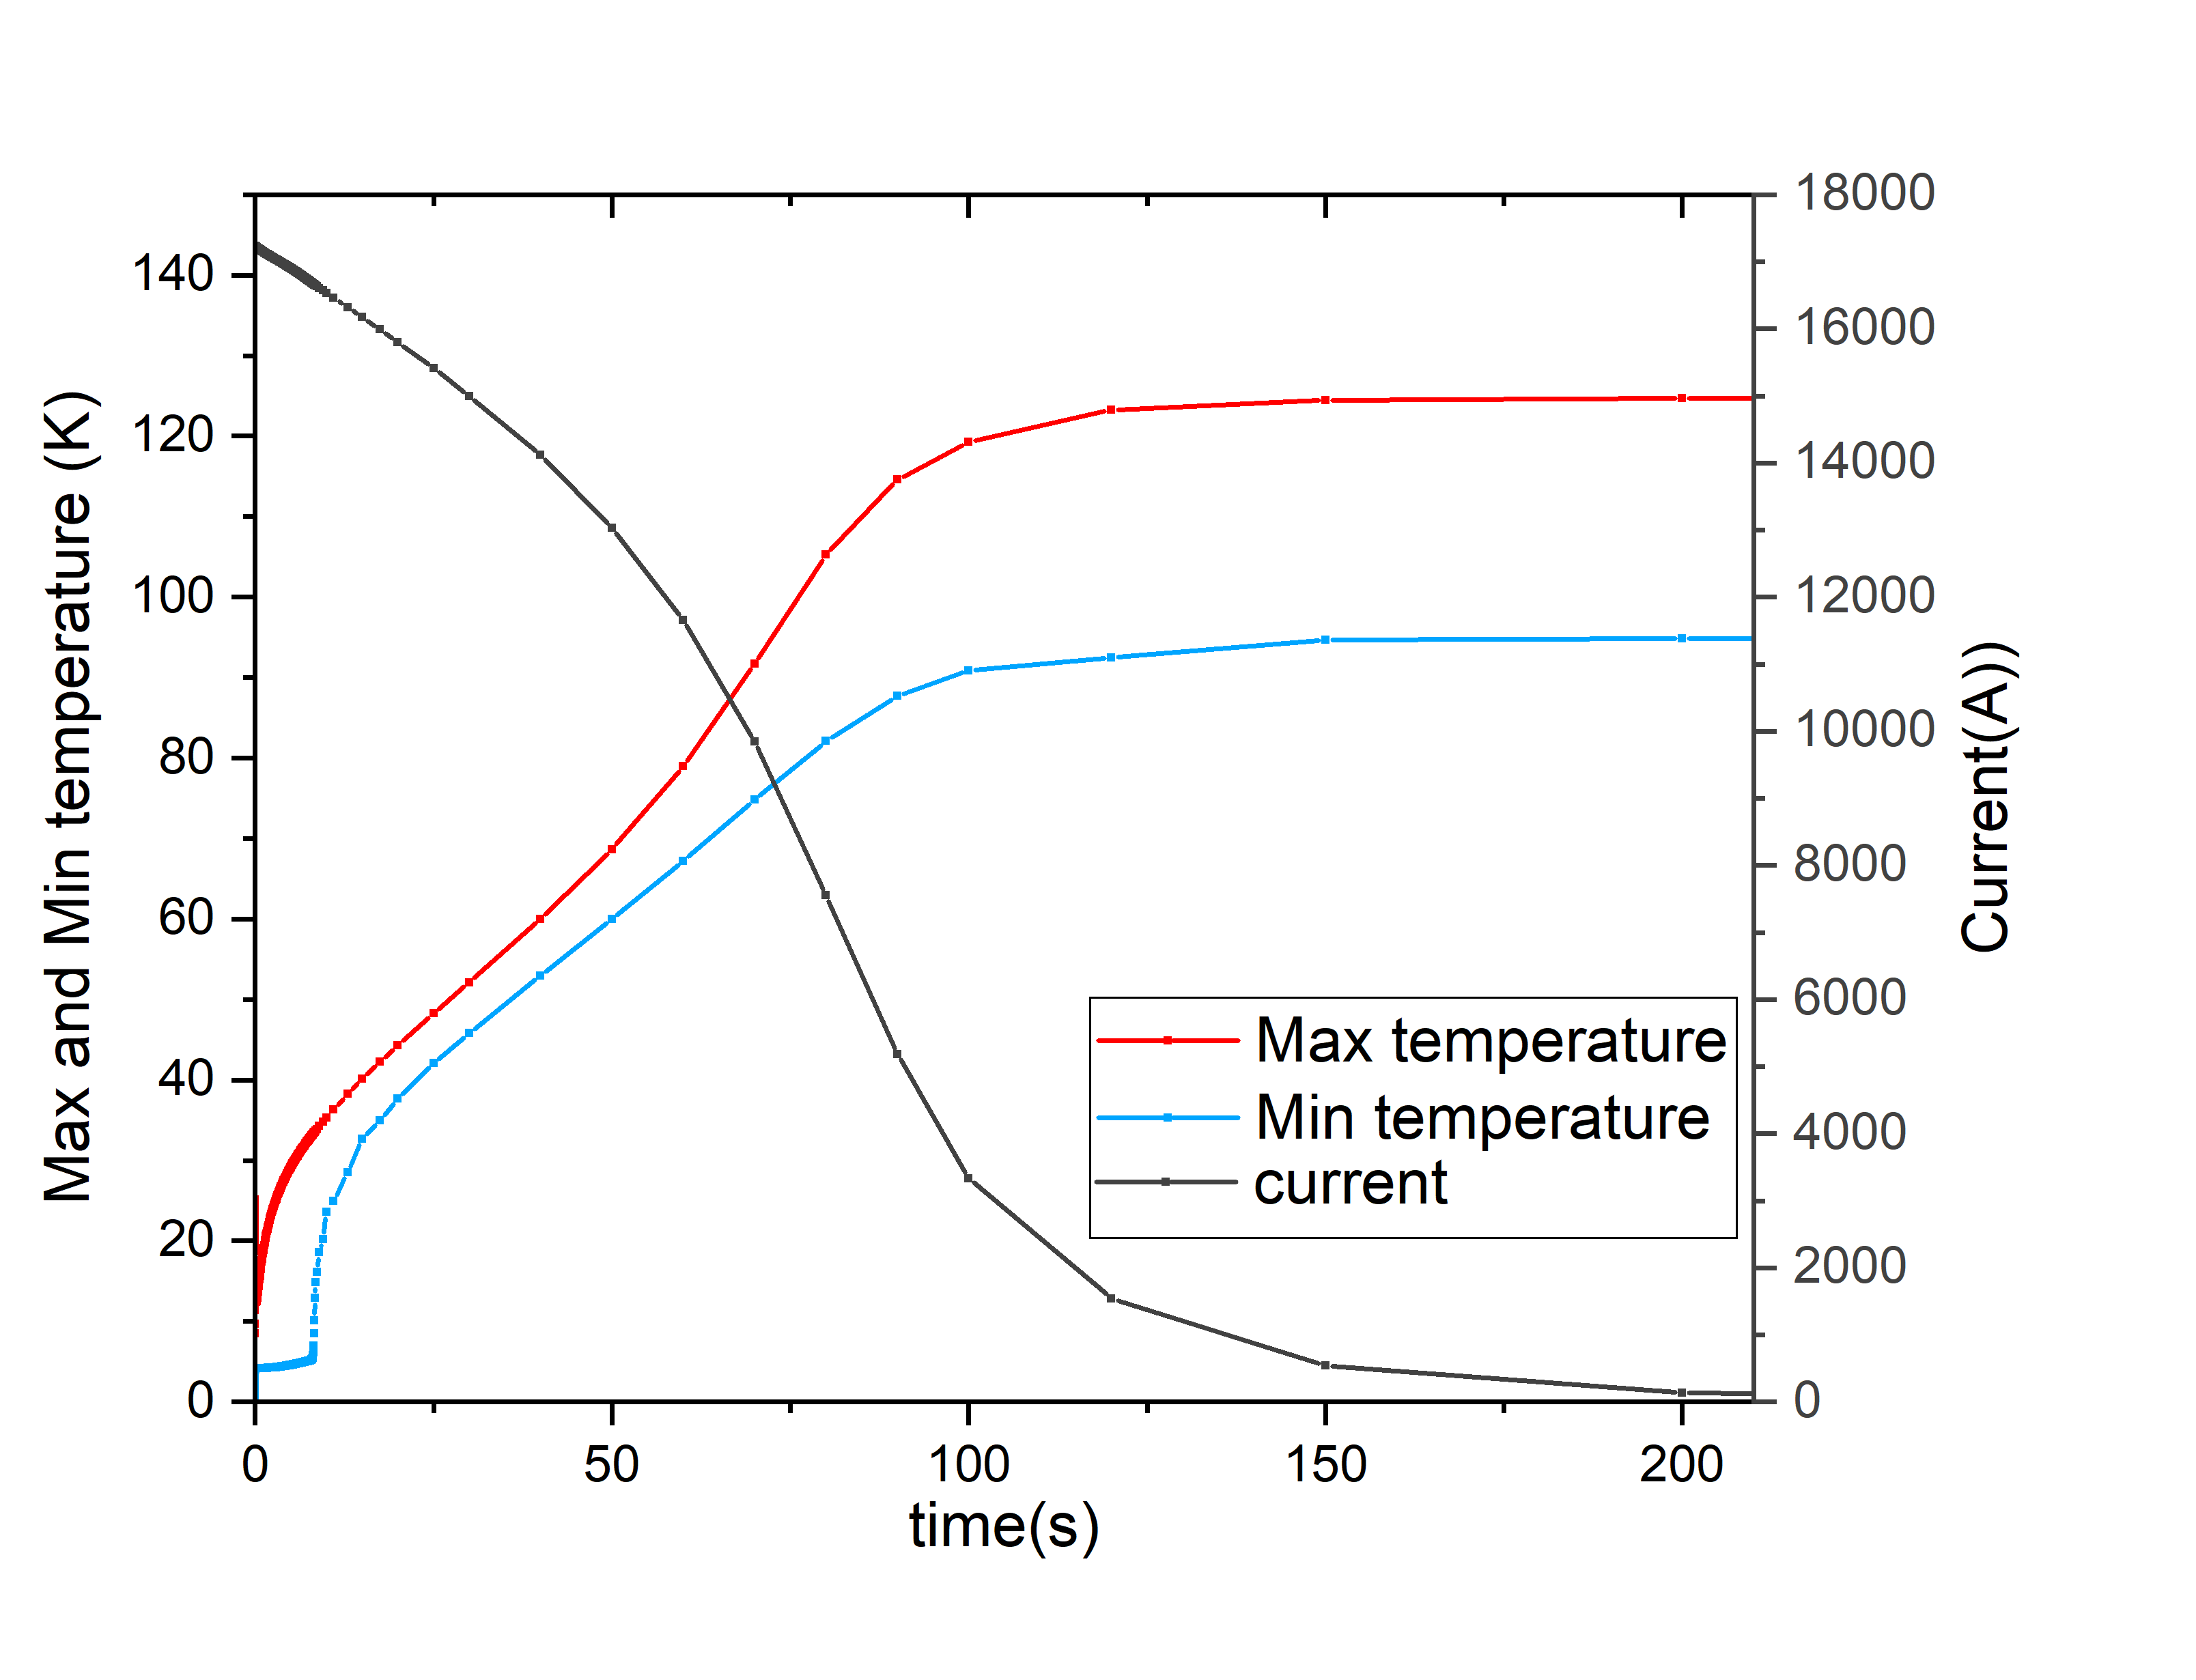 Max and Min temperature (K)
140
120
100
80
60
40
20
0
18000
16000
14000
12000
10000
8000
6000
4000
2000
0
Current(A))
Max temperature
Min temperature
current
0 50 100 150 200
time(s)